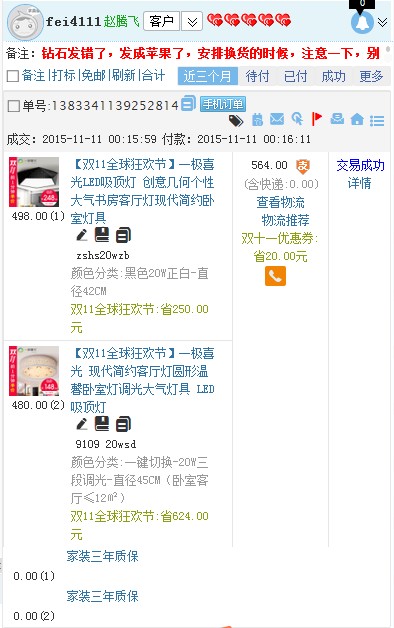 0
fei4111 赵腾飞 客户
备注：钻石发错了，发成苹果了，安排换货的时候，注意一下，别
备注|打标|免邮|刷新|合计 近三个月 待付 已付 成功 更多
单号:1383341139252814 手机订单
成交：2015-11-11 00:15:59 付款：2015-11-11 00:16:11
【双11全球狂欢节】一极喜
光LED吸顶灯 创意几何个性
大气书房客厅灯现代简约卧
室灯具
498.00(1)
zshs20wzb
颜色分类:黑色20W正白-直
径42CM
双11全球狂欢节:省250.00
元
564.00
(含快递:0.00)
查看物流
物流推荐
双十一优惠券:
省20.00元
交易成功
详情
【双11全球狂欢节】一极喜
光 现代简约客厅灯圆形温
馨卧室灯调光大气灯具 LED
吸顶灯
480.00(2)
9109 20wsd
颜色分类:一键切换-20W三
段调光-直径45CM（卧室客
厅≤12㎡）
双11全球狂欢节:省624.00
元
家装三年质保
0.00(1)
家装三年质保
0.00(2)